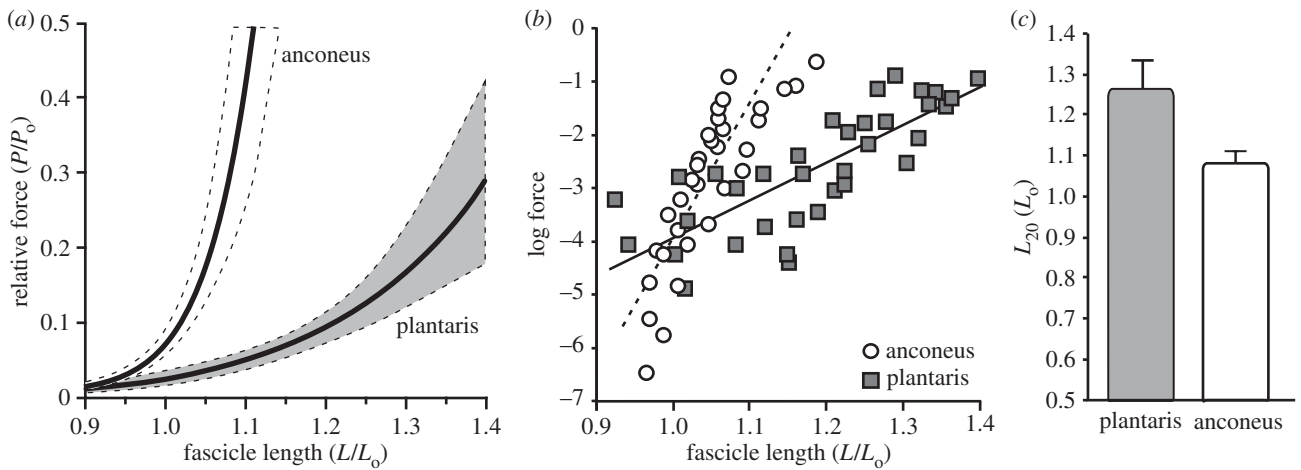 (a)
0.5
0.4
0.3
0.2
0.1
0
relative force (P/Po)
anconeus
plantaris
0.9 1.0 1.1 1.2 1.3 1.4
fascicle length (L/Lo)
(b)
0
−1
−0
−2
−3
−4
−5
−6
−7
log force
anconeus
plantaris
0.9 1.0 1.1 1.2 1.3 1.4
fascicle length (L/Lo)
(c)
1.4
1.3
1.20
1.3
1.0
1.1
0.9
0.8
0.7
0.6
0.5
L20 (Lo)
plantaris anconeus